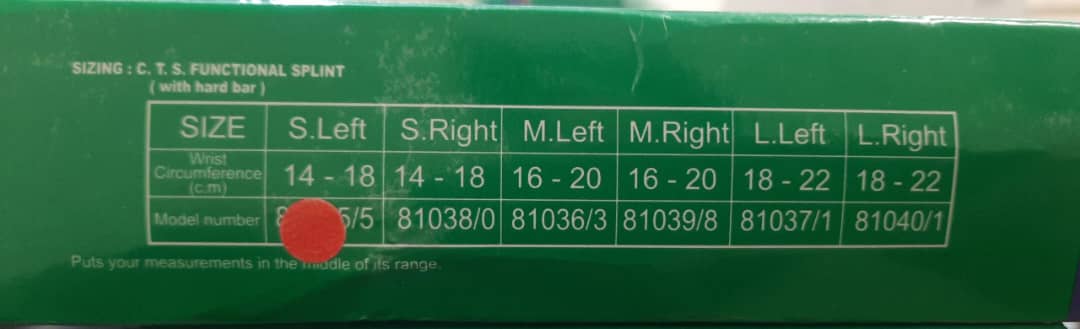 SIZING : C. T. S. FUNCTIONAL SPLINT
( with hard bar )
SIZE S.Left S.Right M.Left M.Right L.Left L.Right
Wrist
Circumference
(c.m) 14 - 18 14 - 18 16 - 20 16 - 20 18 - 22 18 - 22
Model number 5/5 81038/0 81036/3 81039/8 81037/1 81040/1
Puts your measurements in the middle of its range.